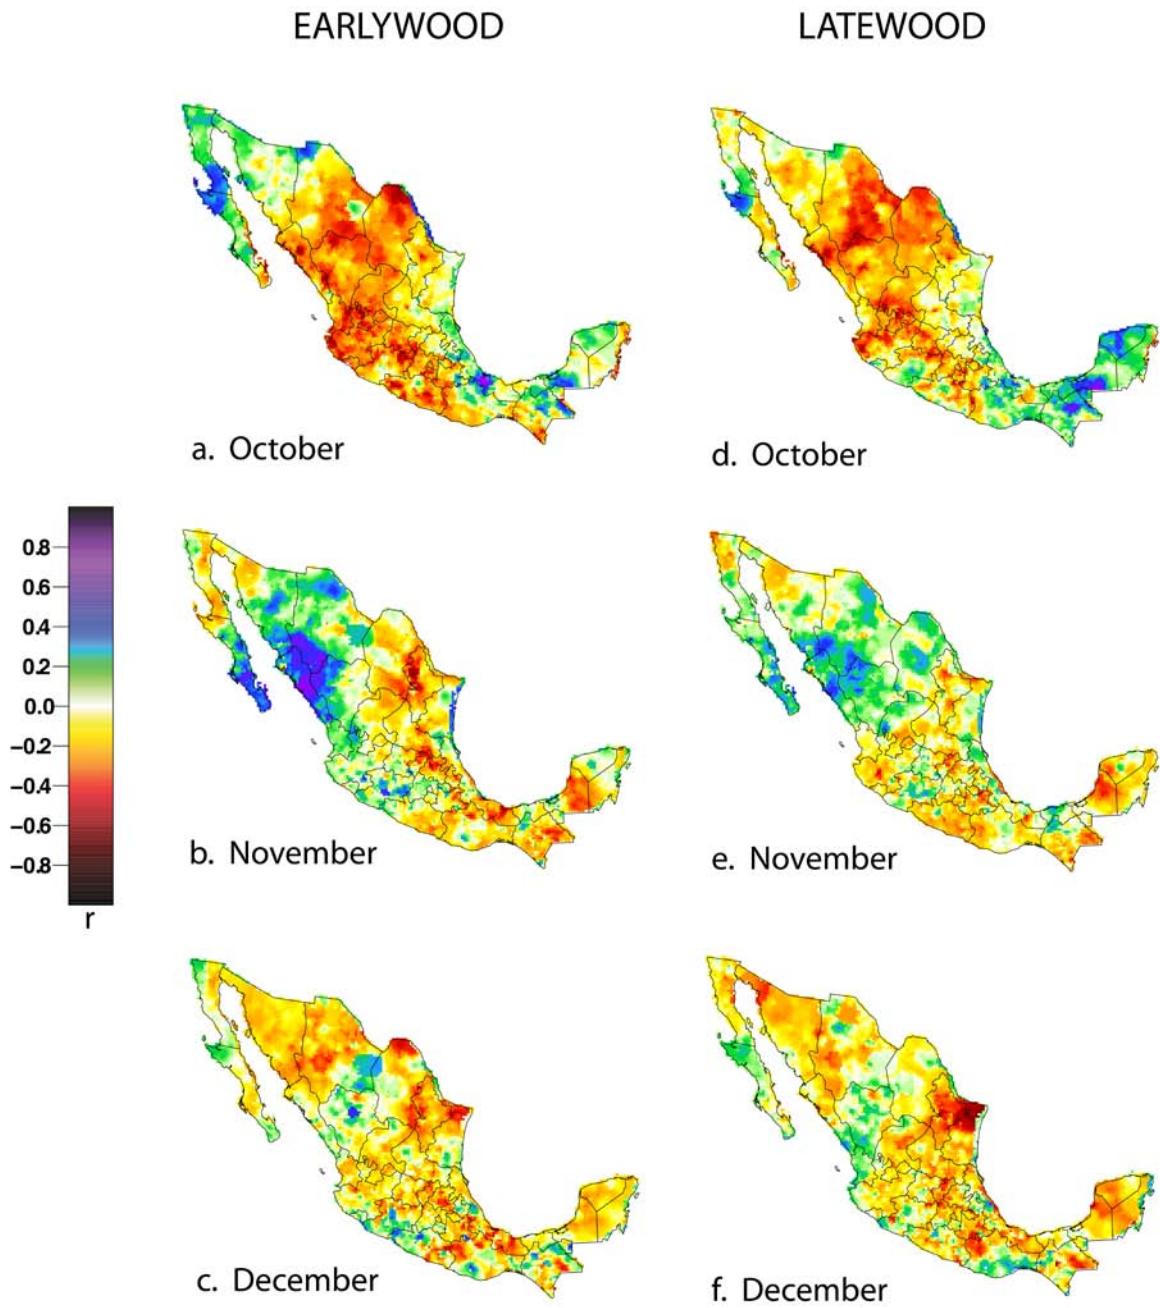 EARLYWOOD
LATEWOOD
a. October
d. October
0.8
0.6
0.4
0.2
0.0
−0.2
−0.4
−0.6
−0.8
r
b. November
e. November
c. December
f. December